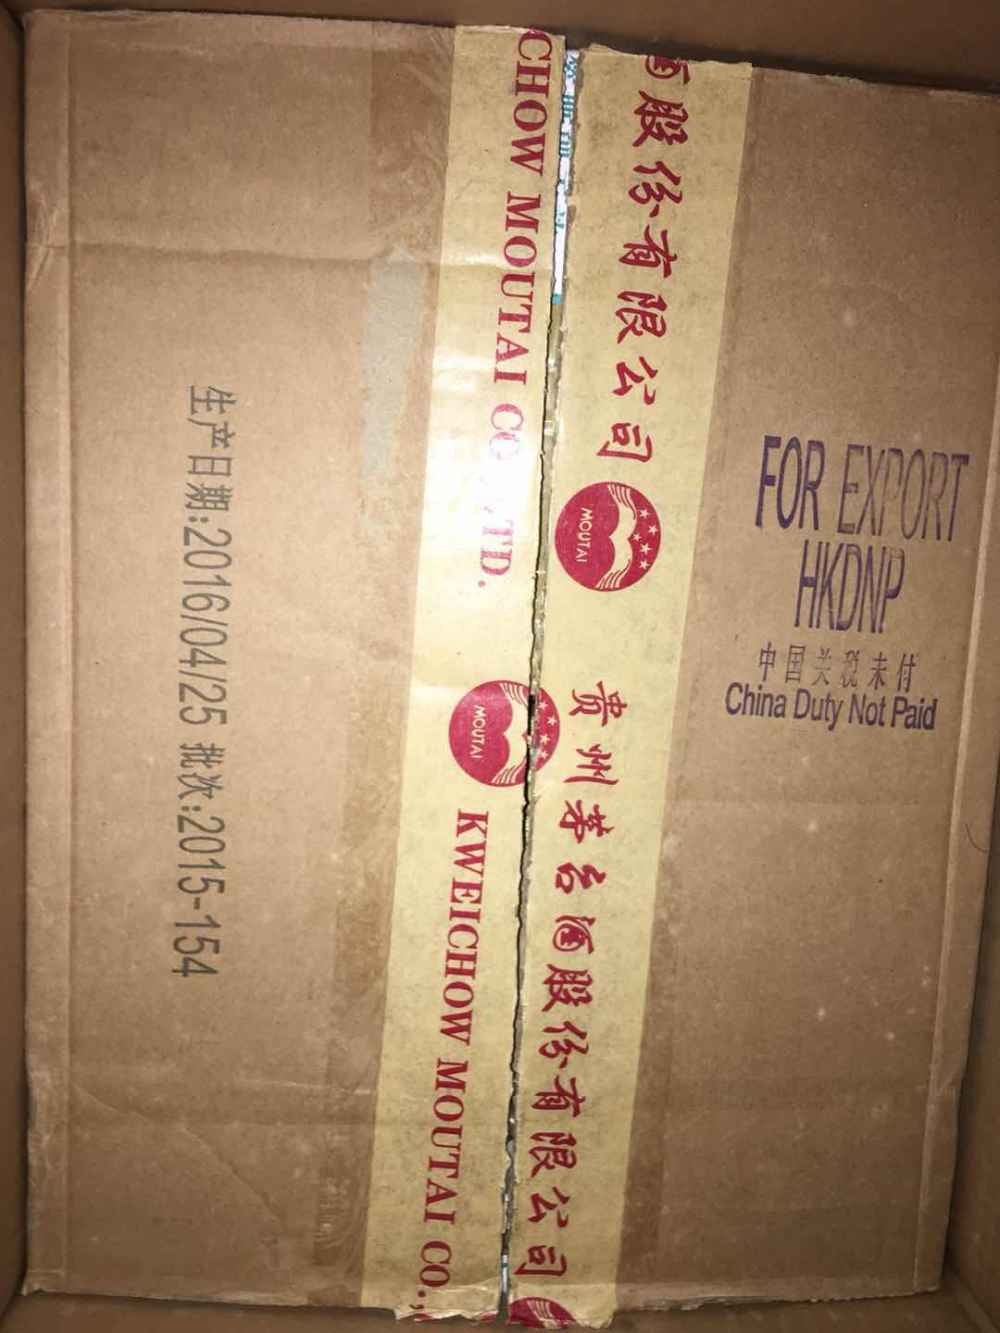 酒股份有限公司
MOUTAI
贵州茅台酒股份有限公司
CHOW MOUTAI CO.,LTD.
MOUTAI
KWEICHOW MOUTAI CO.,
FOR EXPORT
HKDNP
中国关税未付
China Duty Not Paid
生产日期:2016/04/25 批次:2015-154